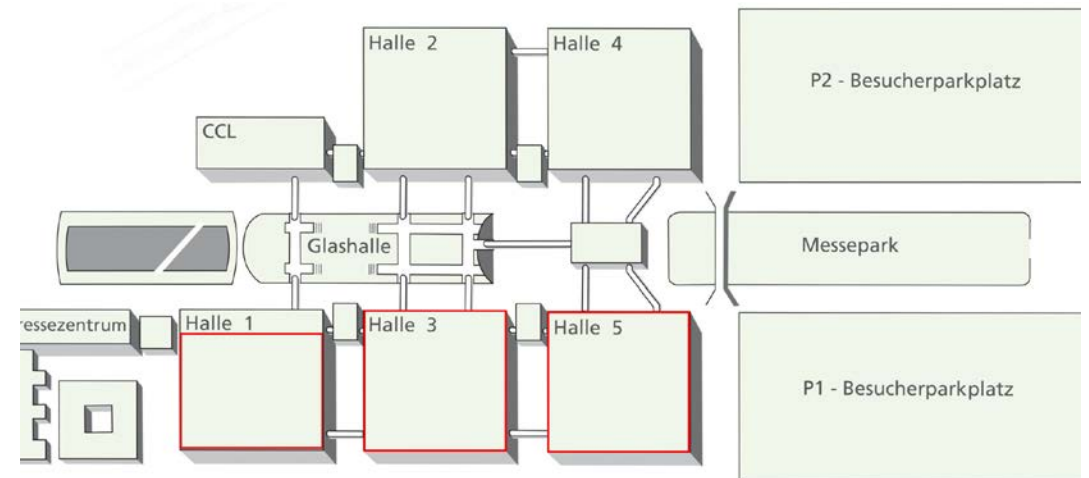 Halle 2
Halle 4
P2 - Besucherparkplatz
CCL
Glashalle
Messepark
ressezentrum
Halle 1
Halle 3
Halle 5
P1 - Besucherparkplatz